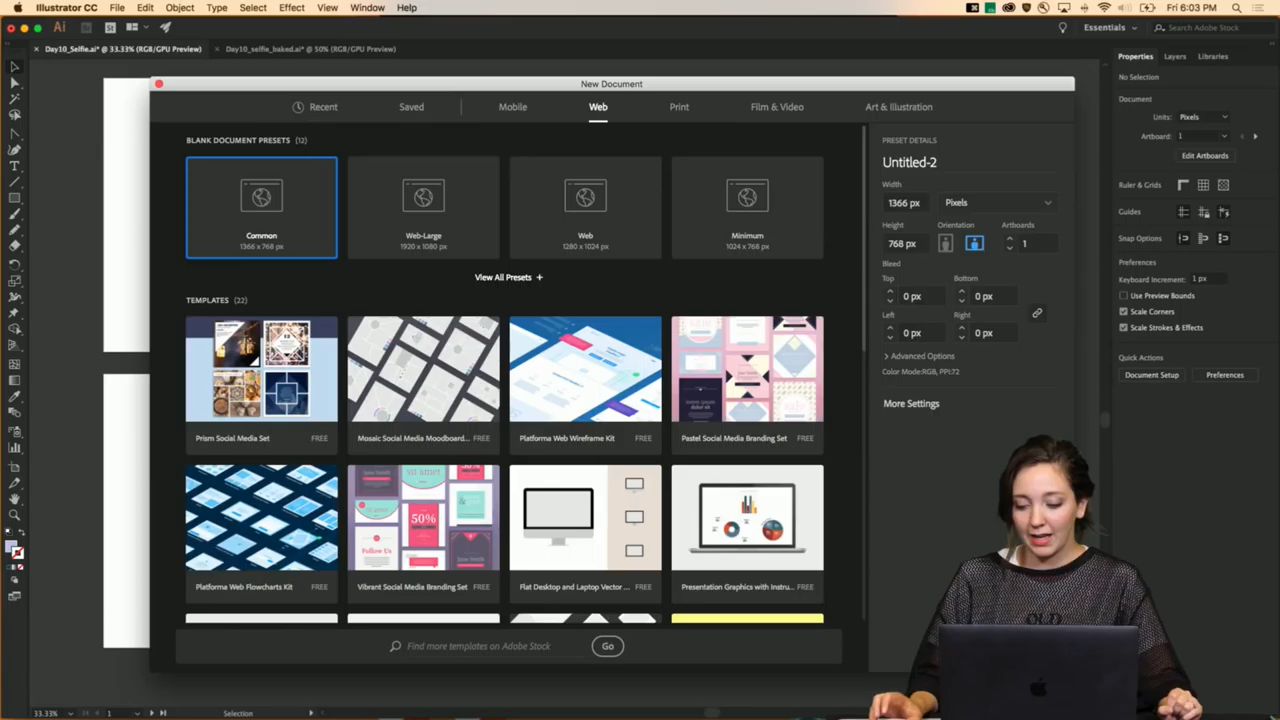 Illustrator CC File Edit Object Type Select Effect View Window Help
Fri 6:03 PM
Ai Br St
Essentials
Search Adobe Stock
Day10_Selfie.ai* @ 33.33% (RGB/GPU Preview)
Day10_selfie_baked.ai* @ 50% (RGB/GPU Preview)
New Document
Recent Saved Mobile Web Print Film & Video Art & Illustration
BLANK DOCUMENT PRESETS (12)
Common Web-Large Web Minimum
1366 x 768 px 1920 x 1080 px 1280 x 1024 px 1024 x 768 px
View All Presets +
TEMPLATES (22)
Prism Social Media Set FREE
Mosaic Social Media Moodboard... FREE
Platforma Web Wireframe Kit FREE
Pastel Social Media Branding Set FREE
sit amet
50%
Follow Us
Platforma Web Flowcharts Kit FREE
Vibrant Social Media Branding Set FREE
Flat Desktop and Laptop Vector ... FREE
Presentation Graphics with Instru... FREE
Find more templates on Adobe Stock
Go
PRESET DETAILS
Untitled-2
Width
1366 px Pixels
Height Orientation Artboards
768 px 1
Bleed
Top Bottom
0 px 0 px
Left Right
0 px 0 px
Advanced Options
Color Mode:RGB, PPI:72
More Settings
Properties Layers Libraries
No Selection
Document
Units: Pixels
Artboard: 1
Edit Artboards
Ruler & Grids
Guides
Snap Options
Preferences
Keyboard Increment: 1 px
Use Preview Bounds
Scale Corners
Scale Strokes & Effects
Quick Actions
Document Setup Preferences
33.33% 1 Selection